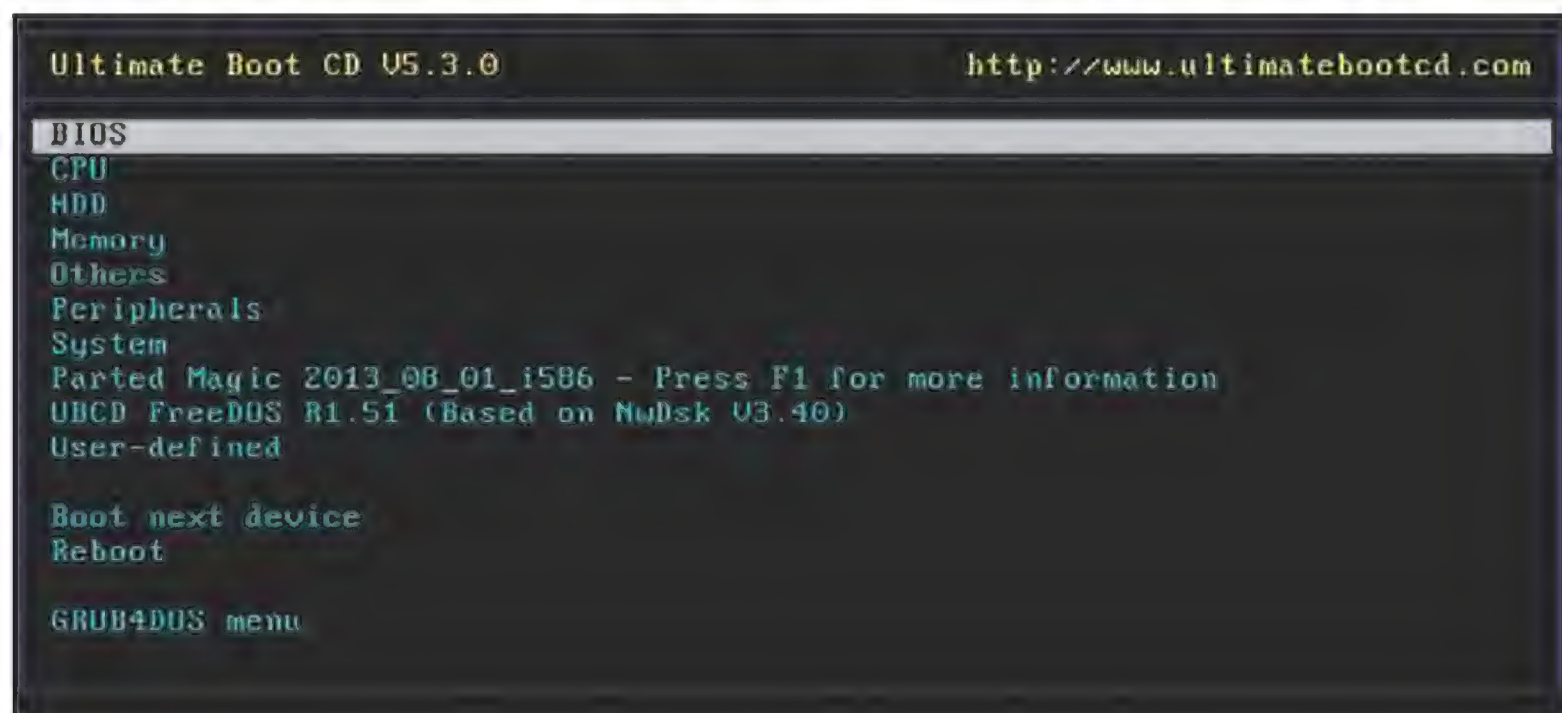 Ultimate Boot CD V5.3.0 http://www.ultimatebootcd.com
BIOS
CPU
HDD
Memory
Others
Peripherals
System
Parted Magic 2013_08_01_i586 - Press F1 for more information
UBCD FreeDOS R1.51 (Based on NwDsk V3.40)
User-defined
Boot next device
Reboot
GRUB4DOS menu